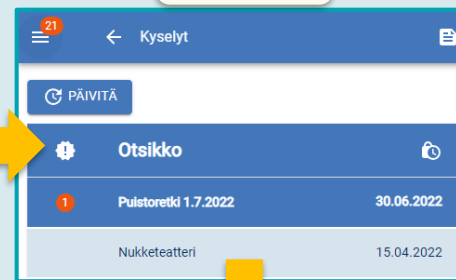 21
Kyselyt
PÄIVITÄ
Otsikko
1 Puistoretki 1.7.2022 30.06.2022
Nukketeatteri 15.04.2022